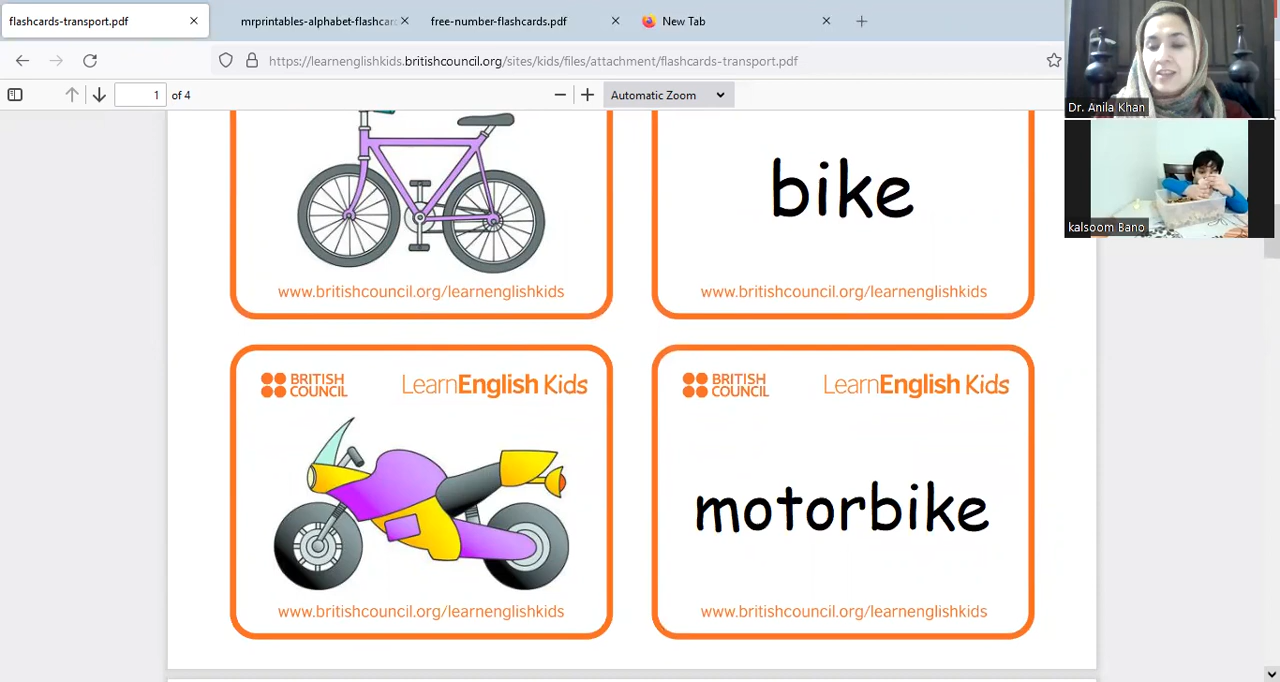 flashcards-transport.pdf
mrprintables-alphabet-flashcar
free-number-flashcards.pdf
New Tab
https://learnenglishkids.britishcouncil.org/sites/kids/files/attachment/flashcards-transport.pdf
1 of 4
Automatic Zoom
Dr. Anila Khan
kalsoom Bano
bike
www.britishcouncil.org/learnenglishkids
www.britishcouncil.org/learnenglishkids
BRITISH COUNCIL
LearnEnglish Kids
BRITISH COUNCIL
LearnEnglish Kids
motorbike
www.britishcouncil.org/learnenglishkids
www.britishcouncil.org/learnenglishkids